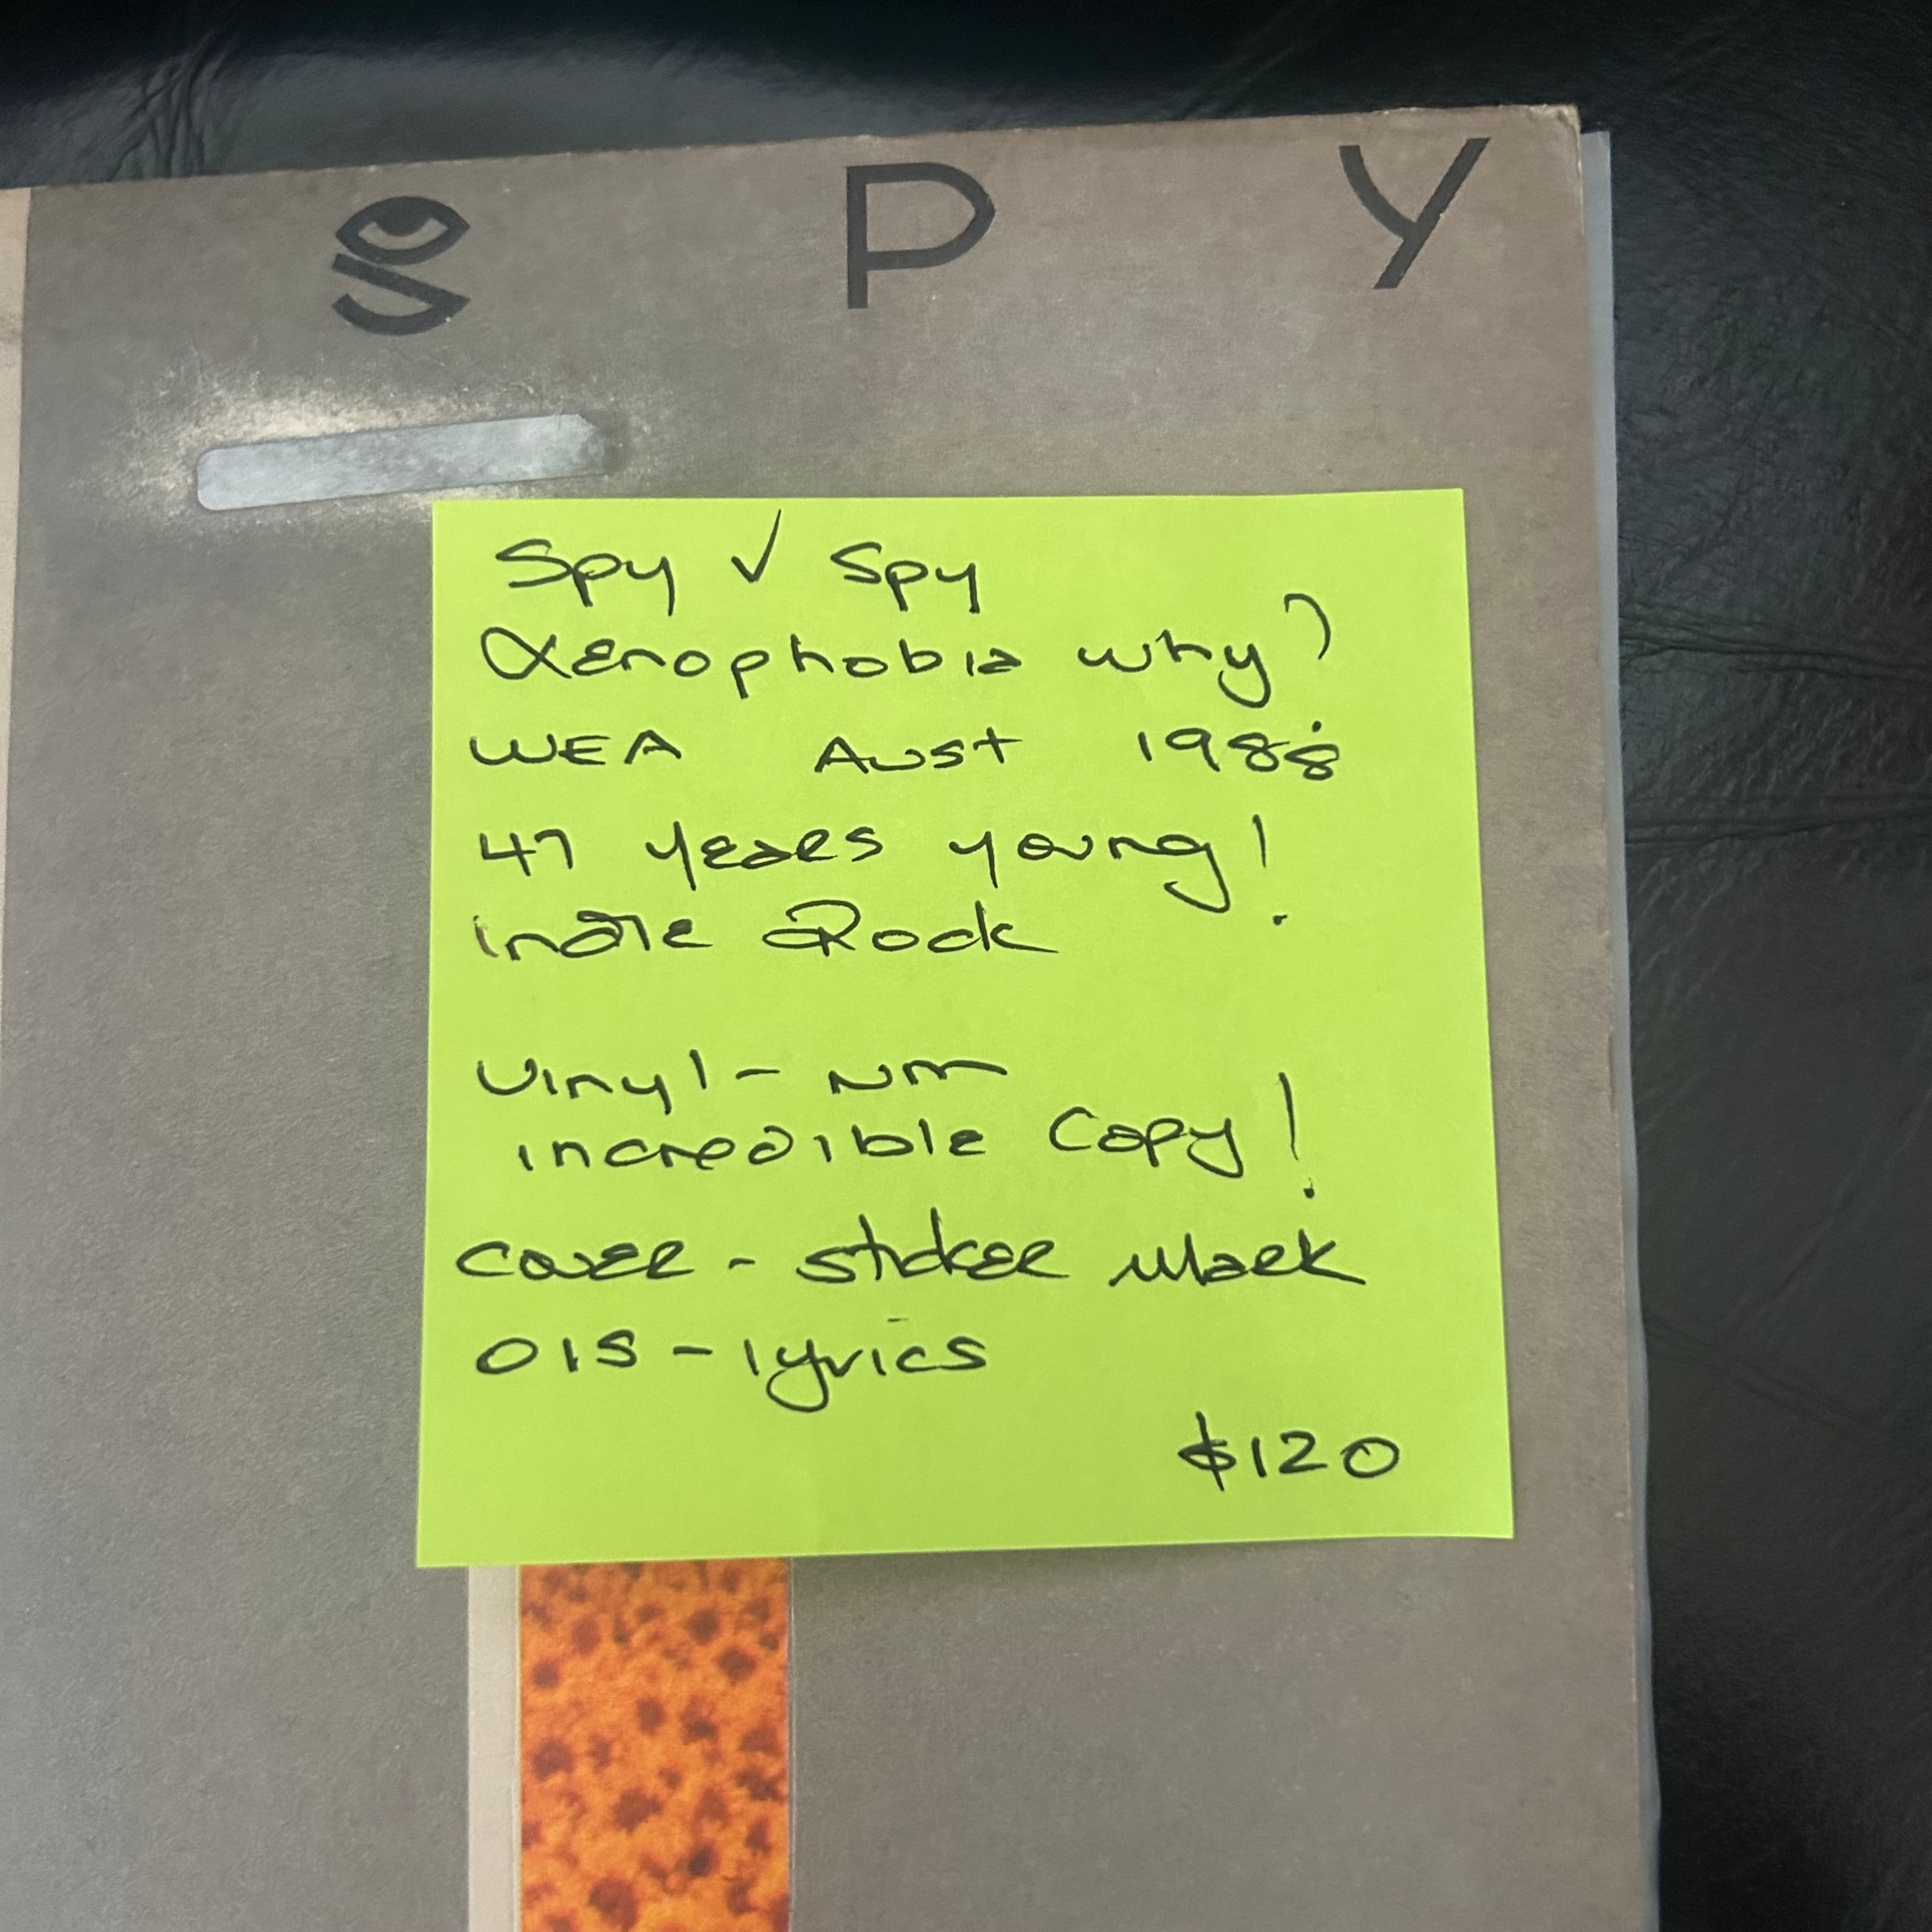 S P Y
Spy V Spy
Xenophobia why?
WEA Aust 1988
47 years young!
indie Rock
Vinyl - NM
incredible Copy!
Cover - sticker Mark
OIS - lyrics
$120